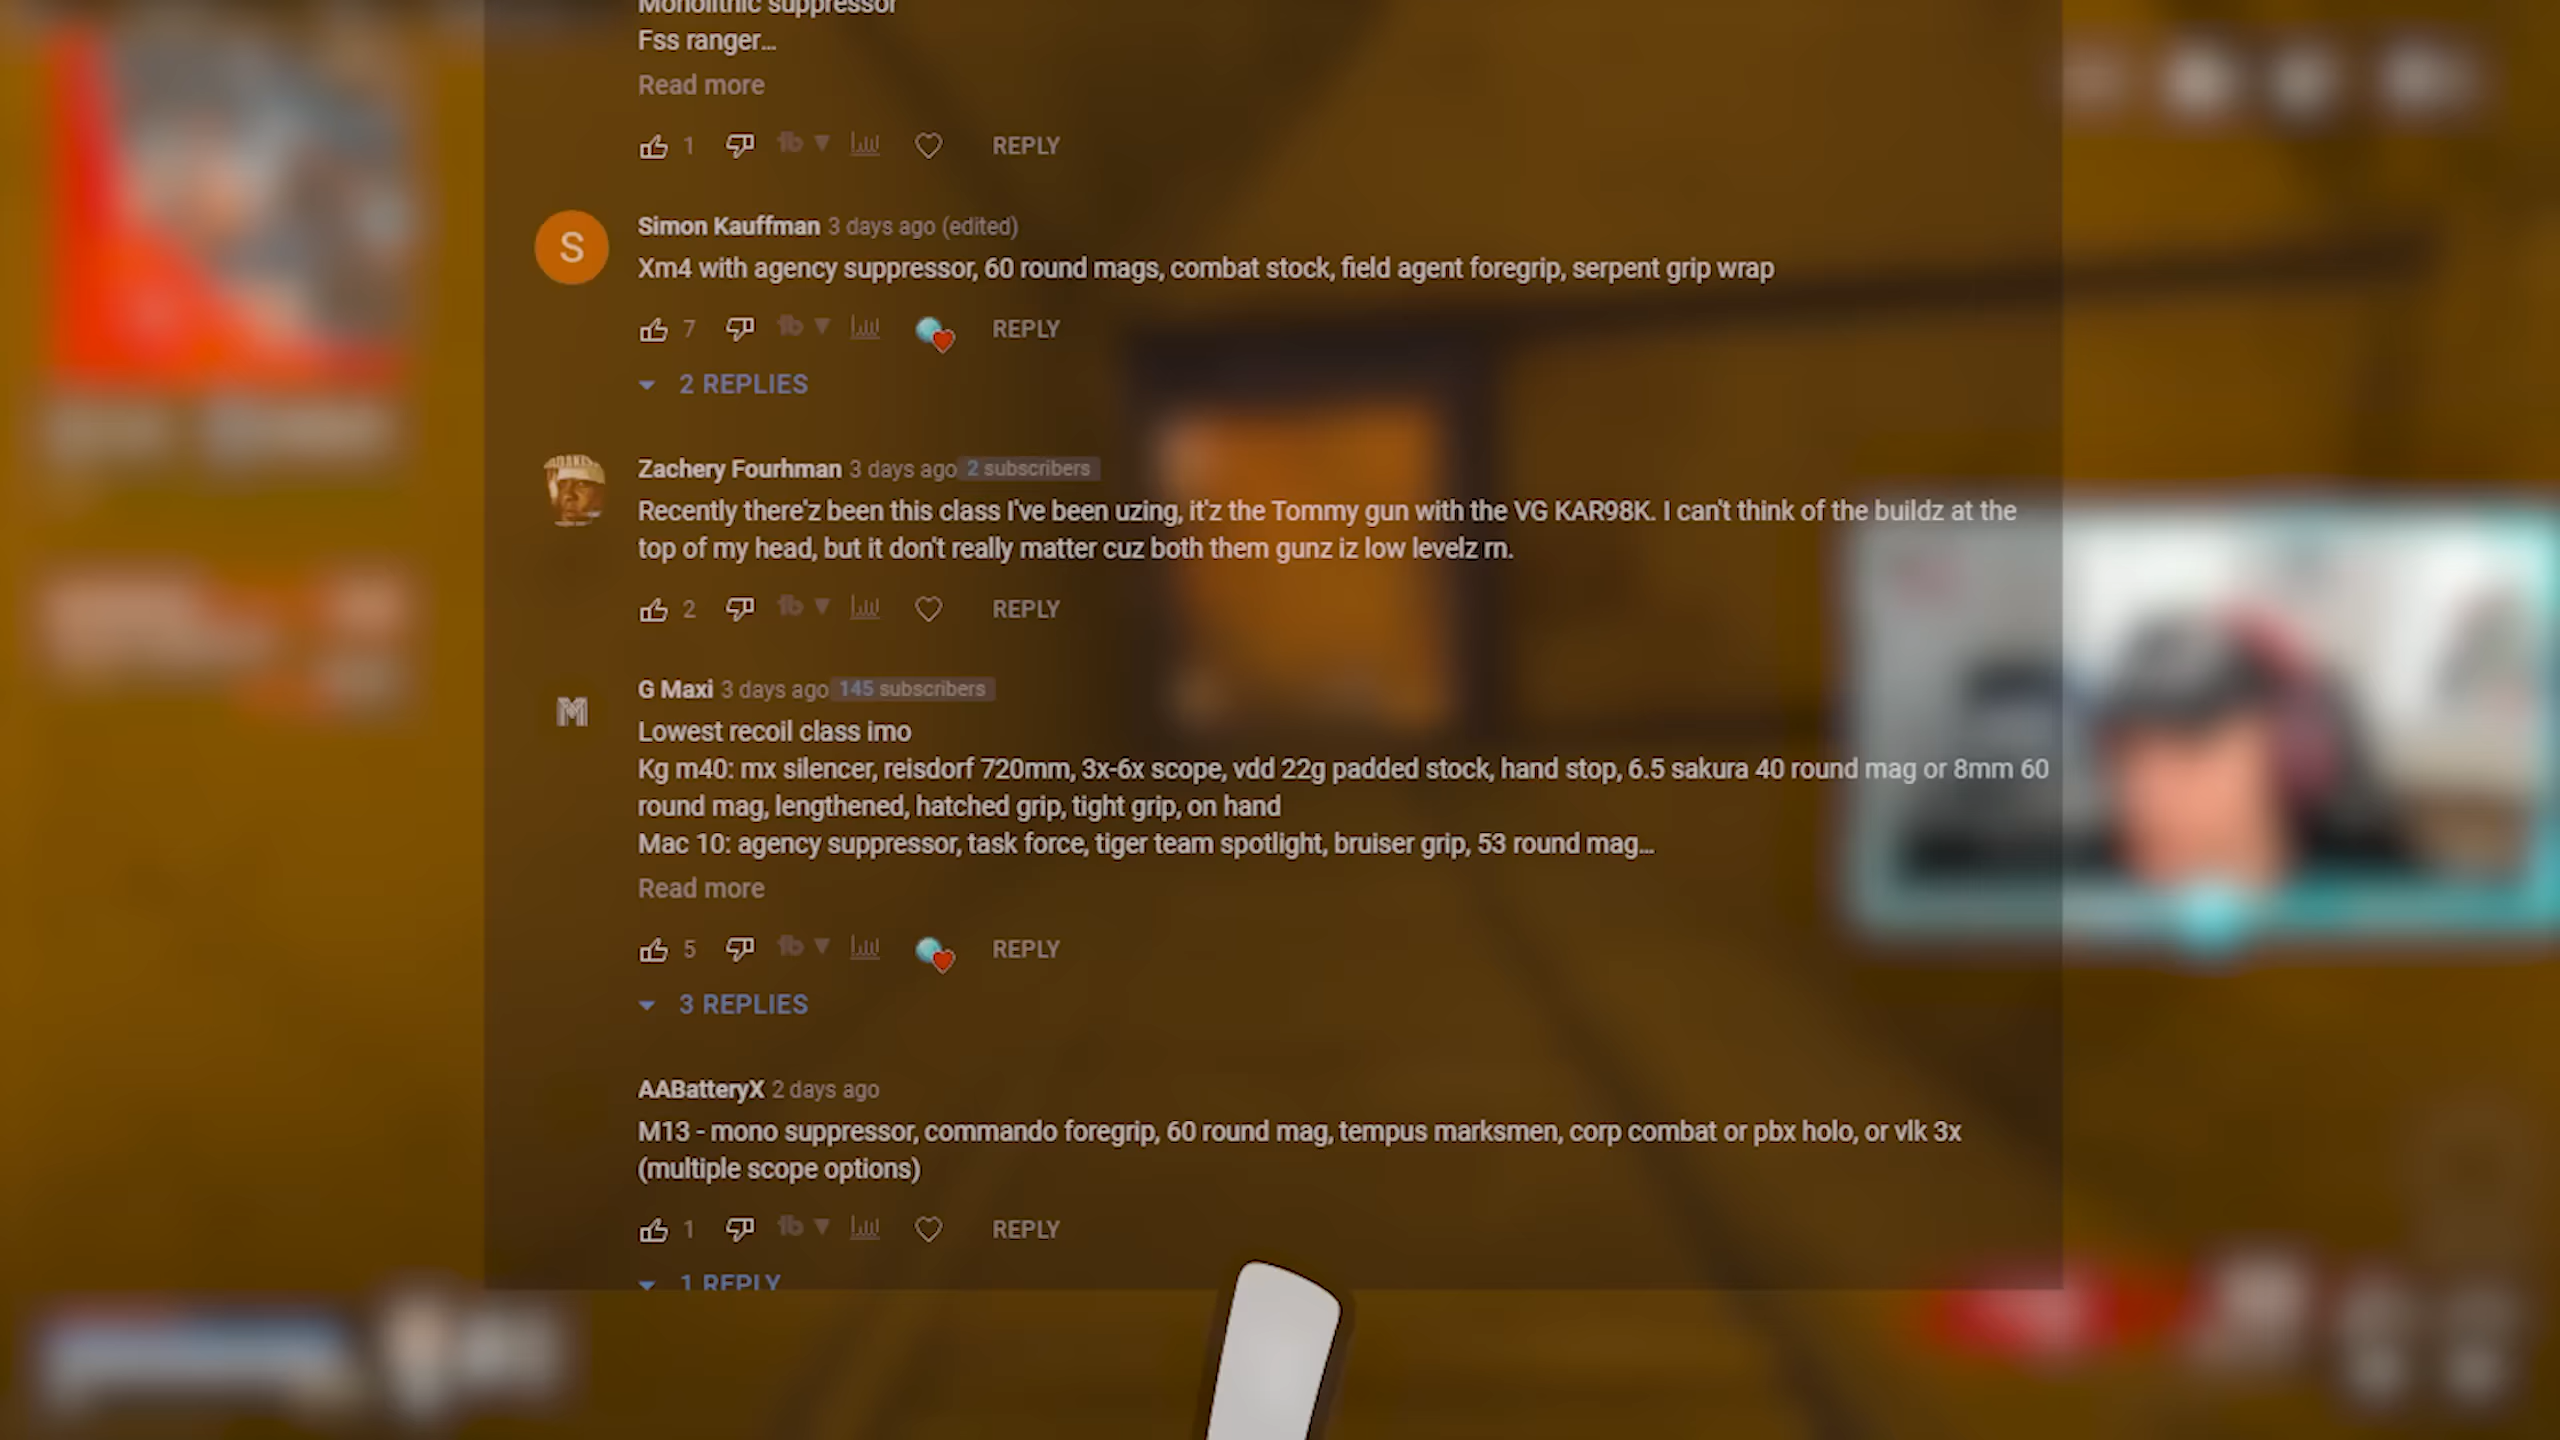 Monolithic suppressor
Fss ranger...
Read more
1 REPLY
S
Simon Kauffman 3 days ago (edited)
Xm4 with agency suppressor, 60 round mags, combat stock, field agent foregrip, serpent grip wrap
7 REPLY
2 REPLIES
Zachery Fourhman 3 days ago 2 subscribers
Recently there'z been this class I've been uzing, it'z the Tommy gun with the VG KAR98K. I can't think of the buildz at the
top of my head, but it don't really matter cuz both them gunz iz low levelz rn.
2 REPLY
M
G Maxi 3 days ago 145 subscribers
Lowest recoil class imo
Kg m40: mx silencer, reisdorf 720mm, 3x-6x scope, vdd 22g padded stock, hand stop, 6.5 sakura 40 round mag or 8mm 60
round mag, lengthened, hatched grip, tight grip, on hand
Mac 10: agency suppressor, task force, tiger team spotlight, bruiser grip, 53 round mag...
Read more
5 REPLY
3 REPLIES
AABatteryX 2 days ago
M13 - mono suppressor, commando foregrip, 60 round mag, tempus marksmen, corp combat or pbx holo, or vlk 3x
(multiple scope options)
1 REPLY
1 REPLY